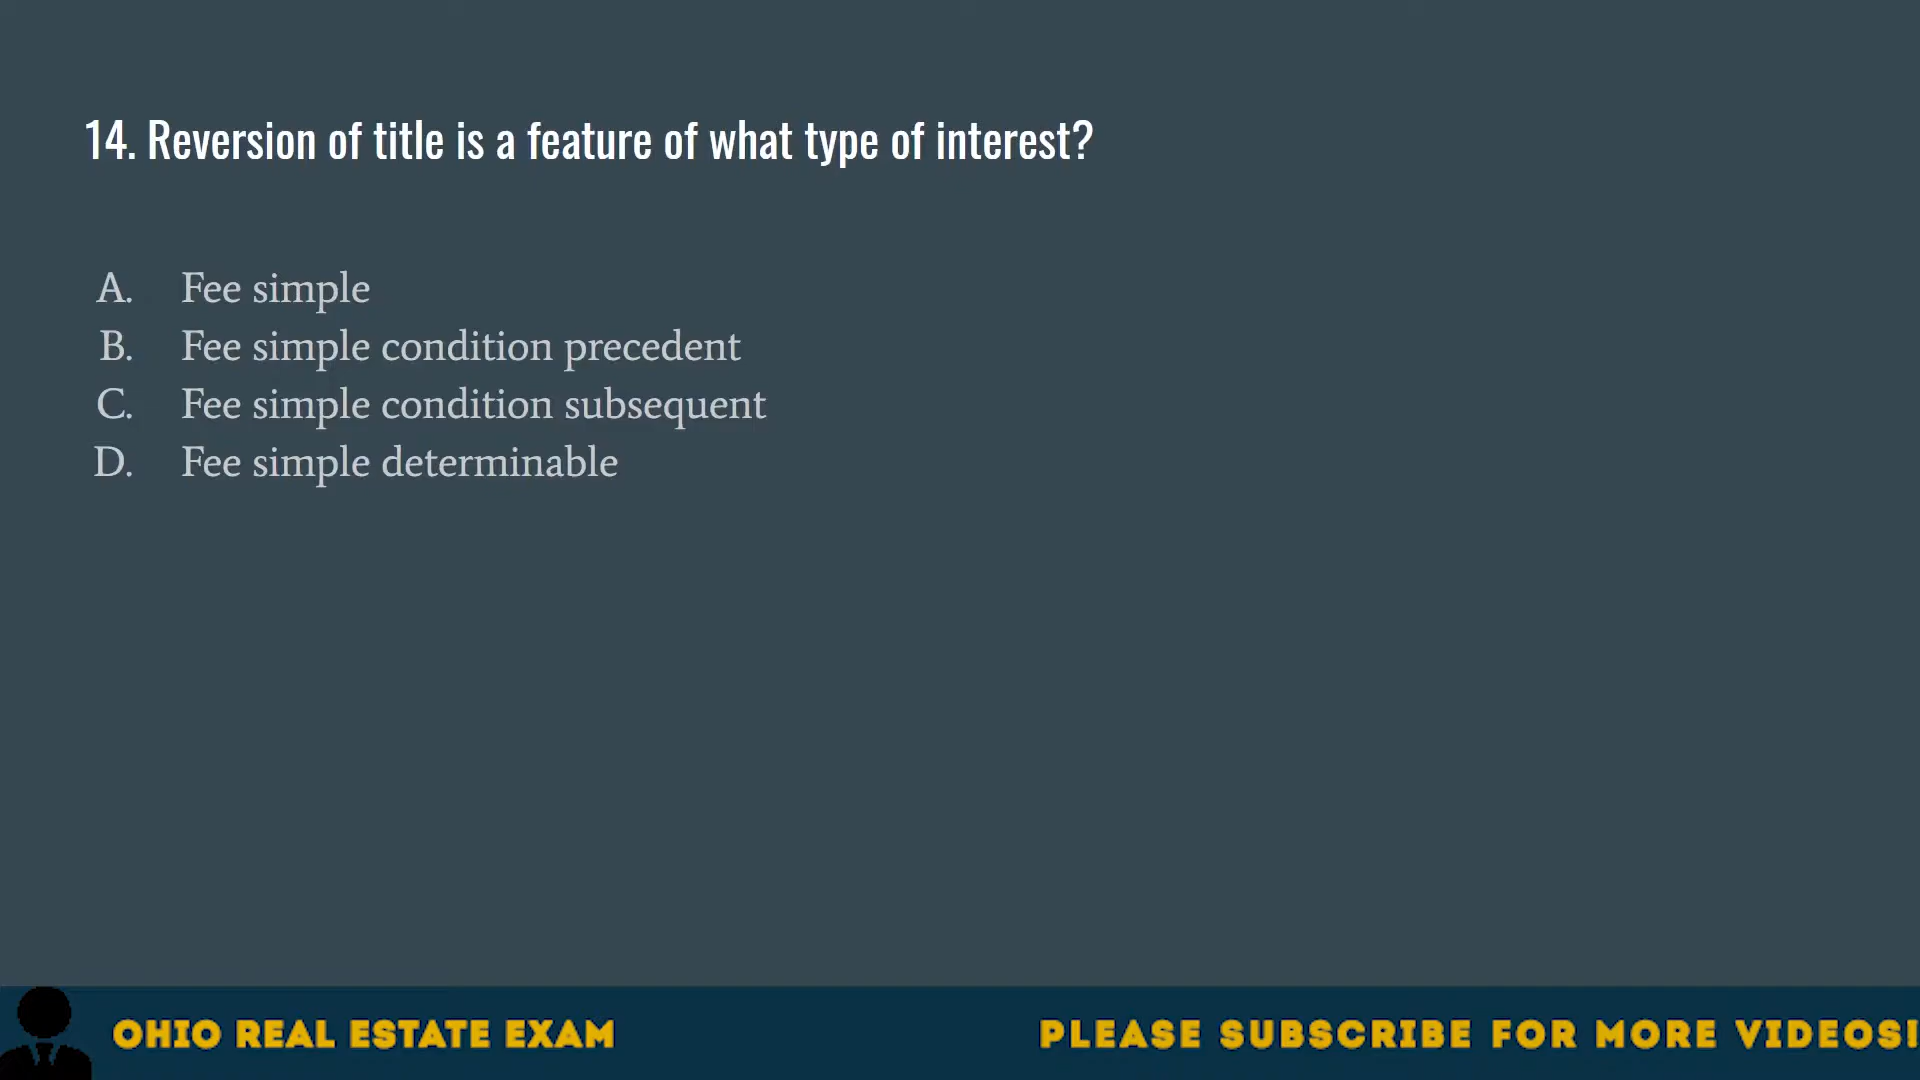 14. Reversion of title is a feature of what type of interest?
A. Fee simple
B. Fee simple condition precedent
C. Fee simple condition subsequent
D. Fee simple determinable
OHIO REAL ESTATE EXAM
PLEASE SUBSCRIBE FOR MORE VIDEOS!